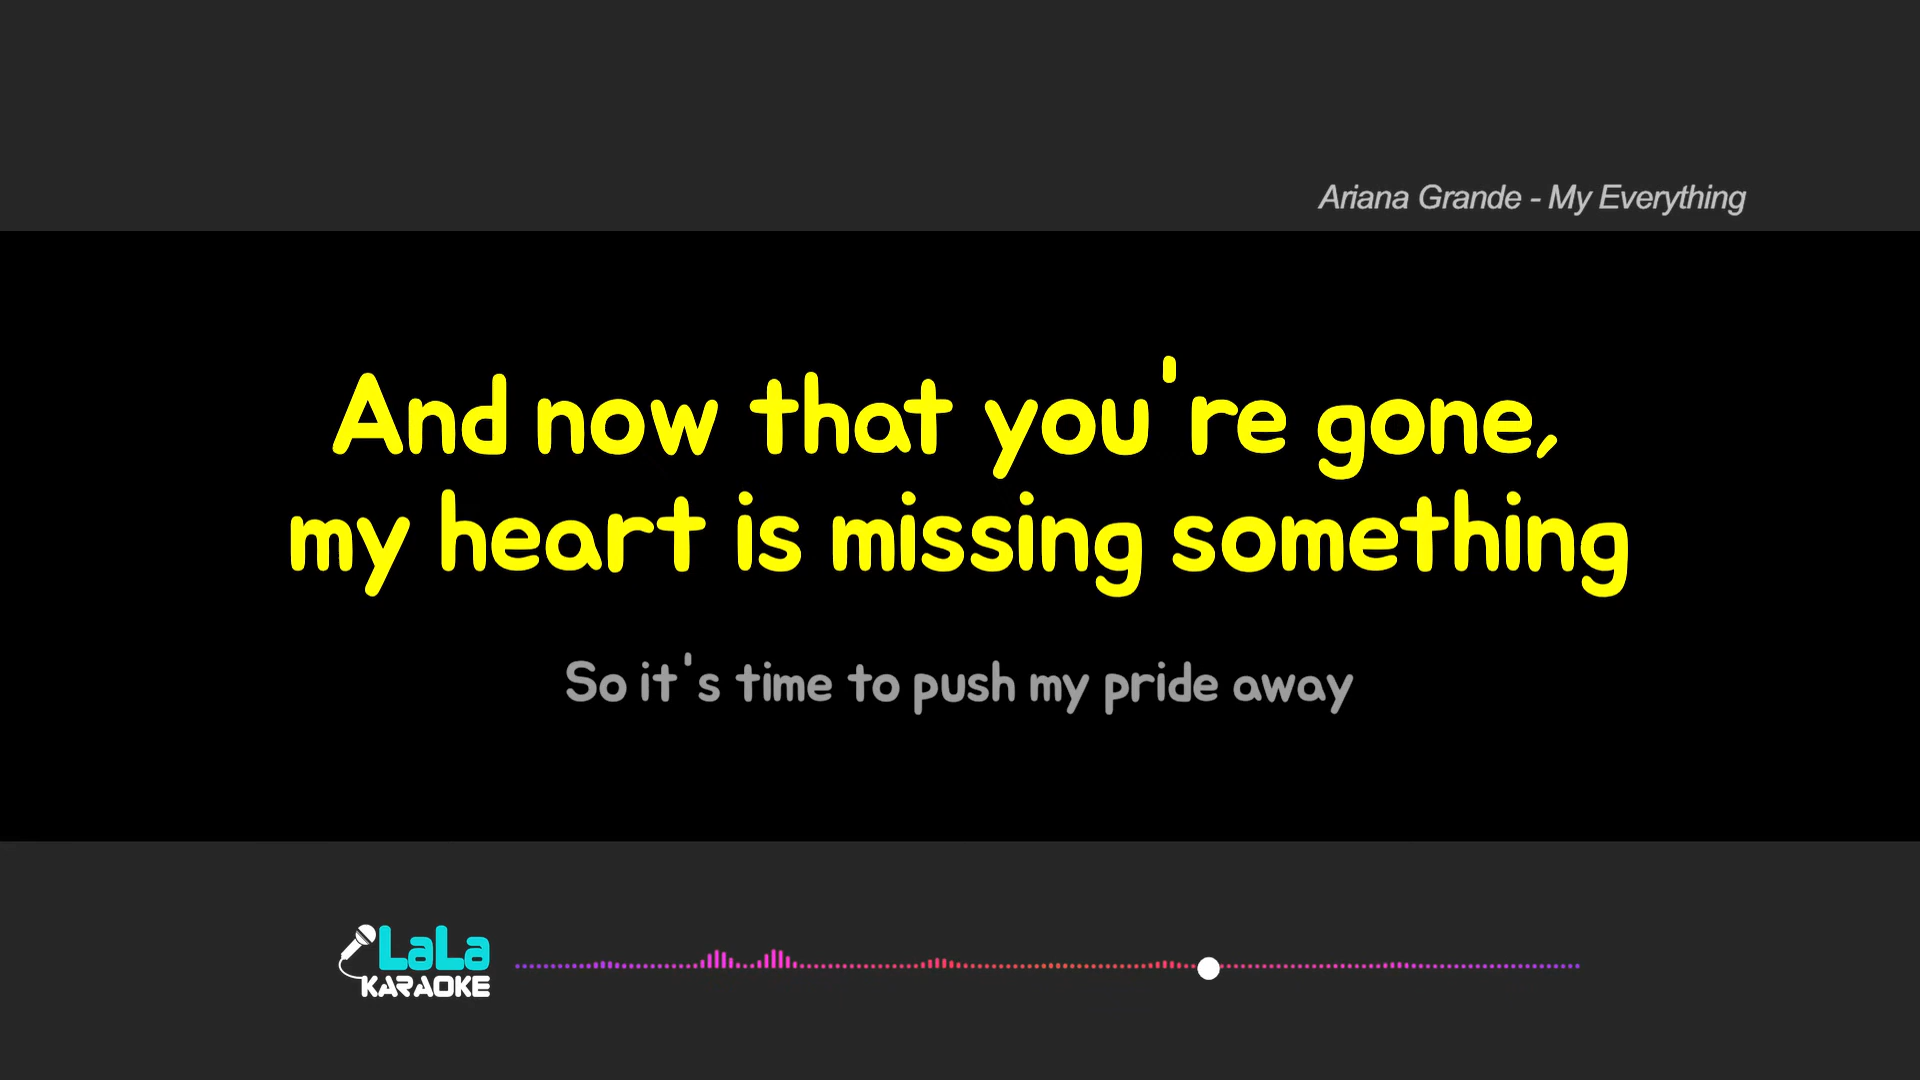 Ariana Grande - My Everything
And now that you're gone,
my heart is missing something
So it's time to push my pride away
LaLa
KARAOKE